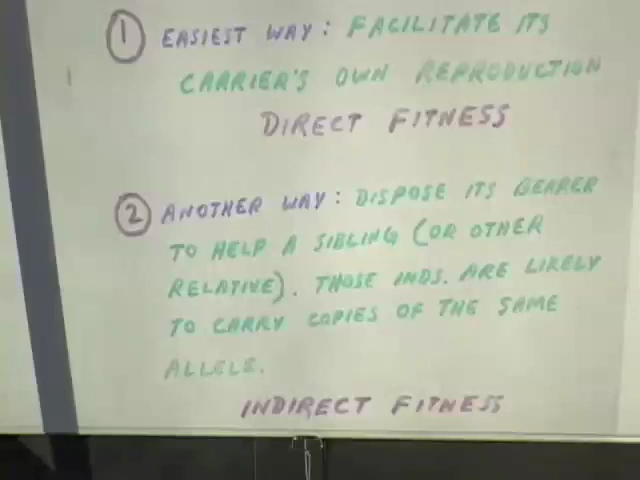 1 EASIEST WAY: FACILITATE ITS
CARRIER'S OWN REPRODUCTION
DIRECT FITNESS
2 ANOTHER WAY: DISPOSE ITS BEARER
TO HELP A SIBLING (OR OTHER
RELATIVE). THOSE INDS. ARE LIKELY
TO CARRY COPIES OF THE SAME
ALLELE.
INDIRECT FITNESS